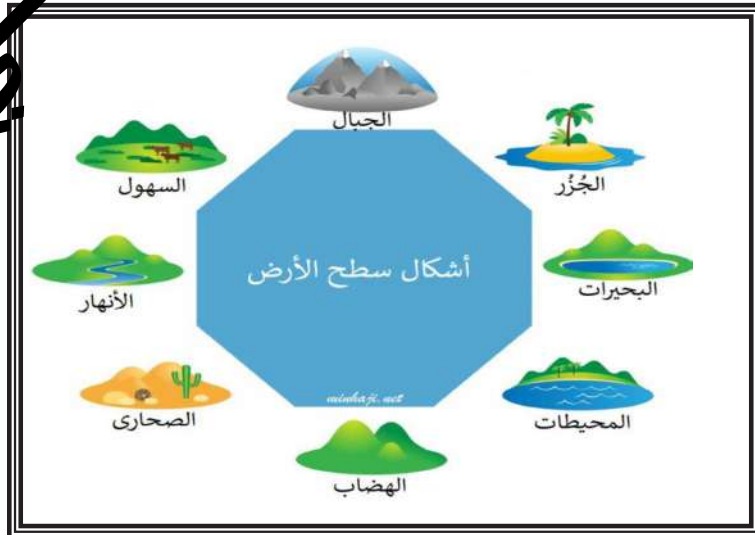 الجبال
الجُزُر
السهول
أشكال سطح الأرض
البحيرات
الأنهار
المحيطات
الصحارى
minhaji.net
الهضاب